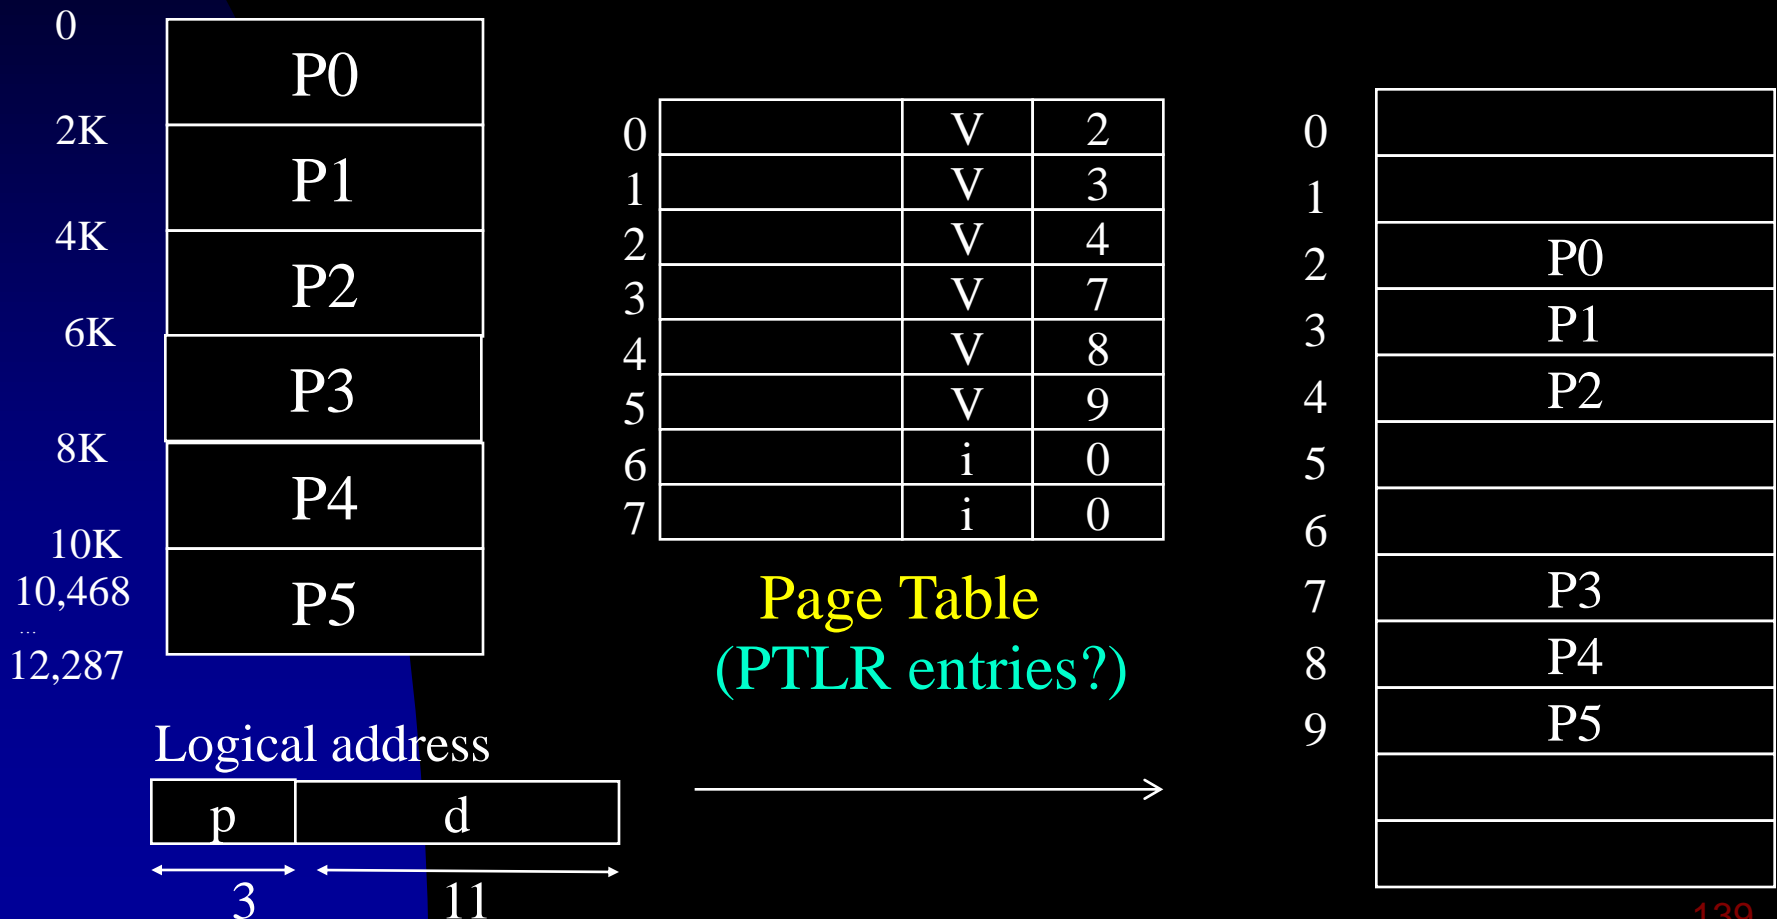 0
P0
2K
P1
4K
P2
6K
P3
8K
P4
10K
10,468
P5
...
12,287
0 V 2
1 V 3
2 V 4
3 V 7
4 V 8
5 V 9
6 i 0
7 i 0
Page Table
(PTLR entries?)
0
1
2 P0
3 P1
4 P2
5
6
7 P3
8 P4
9 P5
Logical address
p d
3 11
139